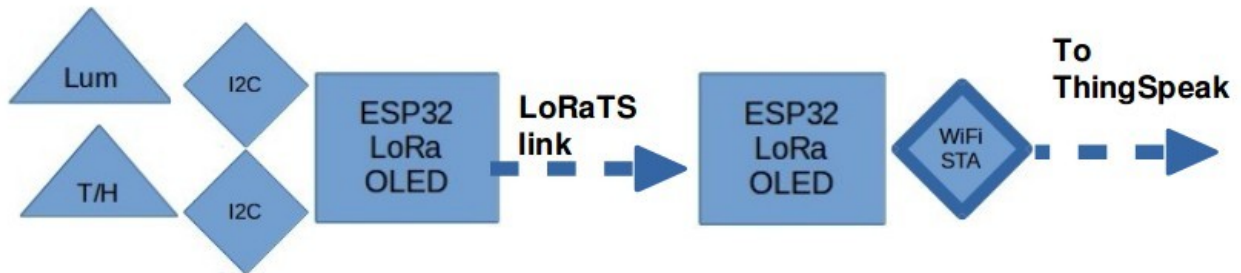 Lum
I2C
T/H
I2C
ESP32
LoRa
OLED
LoRaTS
link
ESP32
LoRa
OLED
WiFi
STA
To
ThingSpeak